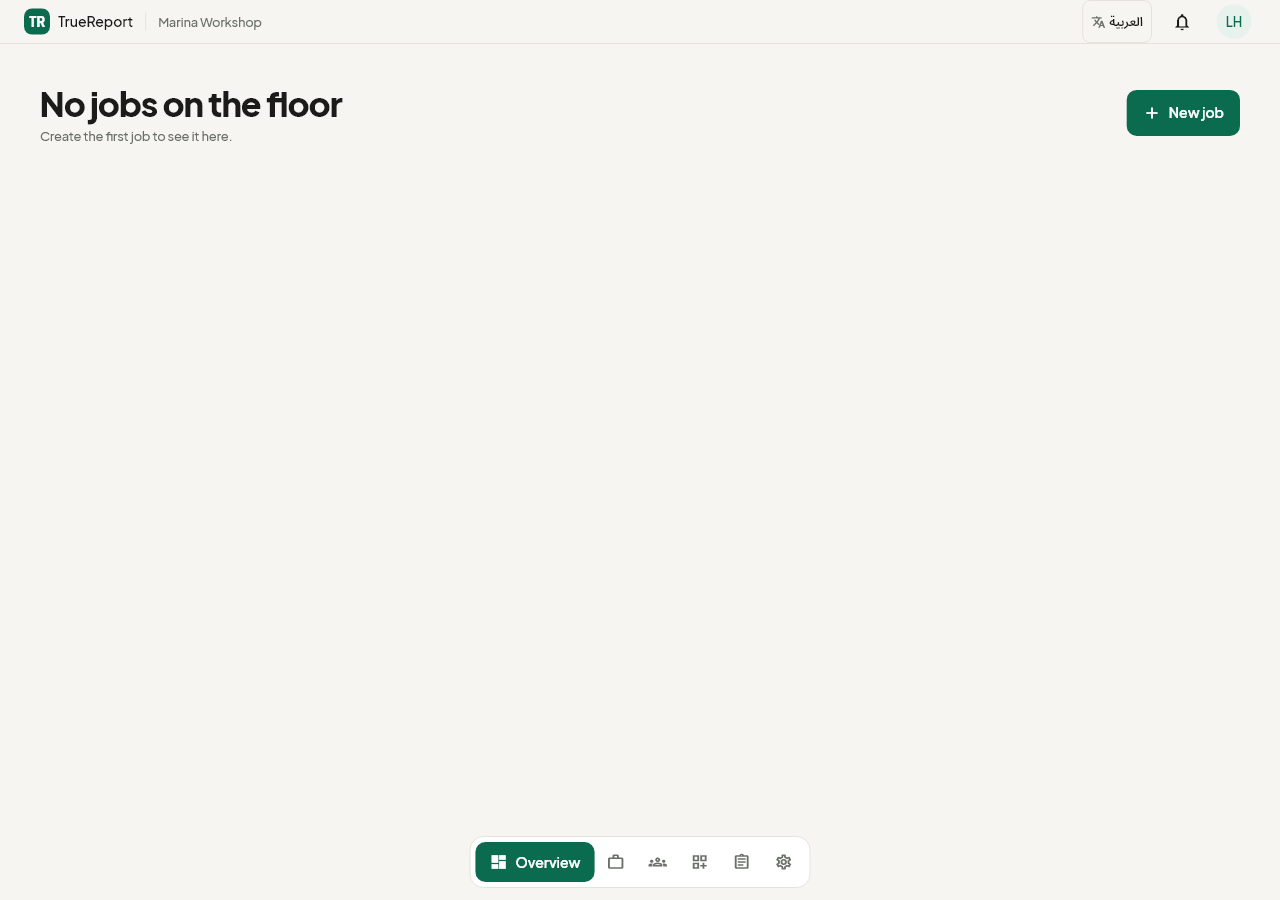 TR TrueReport Marina Workshop العربية LH
No jobs on the floor
Create the first job to see it here.
New job
Overview